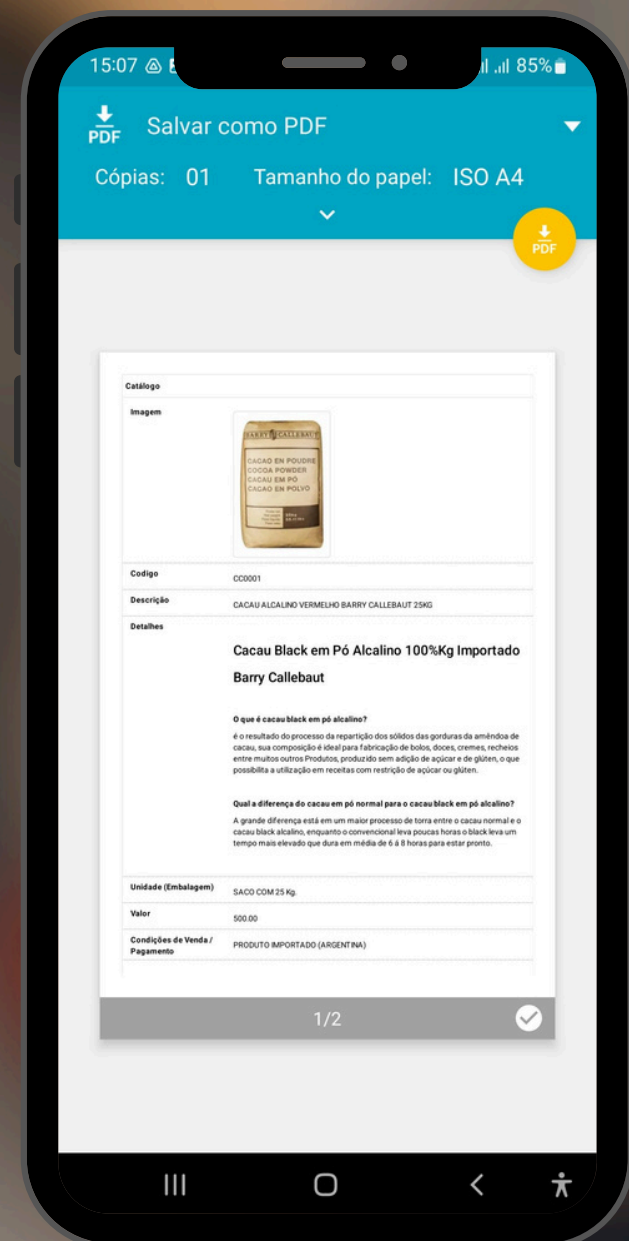 15:07
85%
PDF
Salvar como PDF
Cópias: 01 Tamanho do papel: ISO A4
PDF
Catálogo
Imagem
BARRY CALLEBAUT
CACAO EN POUDRE
COCOA POWDER
CACAU EM PÓ
CACAO EN POLVO
Codigo
CC0001
Descrição
CACAU ALCALINO VERMELHO BARRY CALLEBAUT 25KG
Detalhes
Cacau Black em Pó Alcalino 100%Kg Importado
Barry Callebaut
O que é cacau black em pó alcalino?
é o resultado do processo da repartição dos sólidos das gorduras da amêndoa de
cacau, sua composição é ideal para fabricação de bolos, doces, cremes, recheios
entre muitos outros Produtos, produzido sem adição de açúcar e de glúten, o que
possibilita a utilização em receitas com restrição de açúcar ou glúten.
Qual a diferença do cacau em pó normal para o cacau black em pó alcalino?
A grande diferença está em um maior processo de torra entre o cacau normal e o
cacau black alcalino, enquanto o convencional leva poucas horas o black leva um
tempo mais elevado que dura em média de 6 á 8 horas para estar pronto.
Unidade (Embalagem)
SACO COM 25 Kg.
Valor
500.00
Condições de Venda /
Pagamento
PRODUTO IMPORTADO (ARGENTINA)
1/2